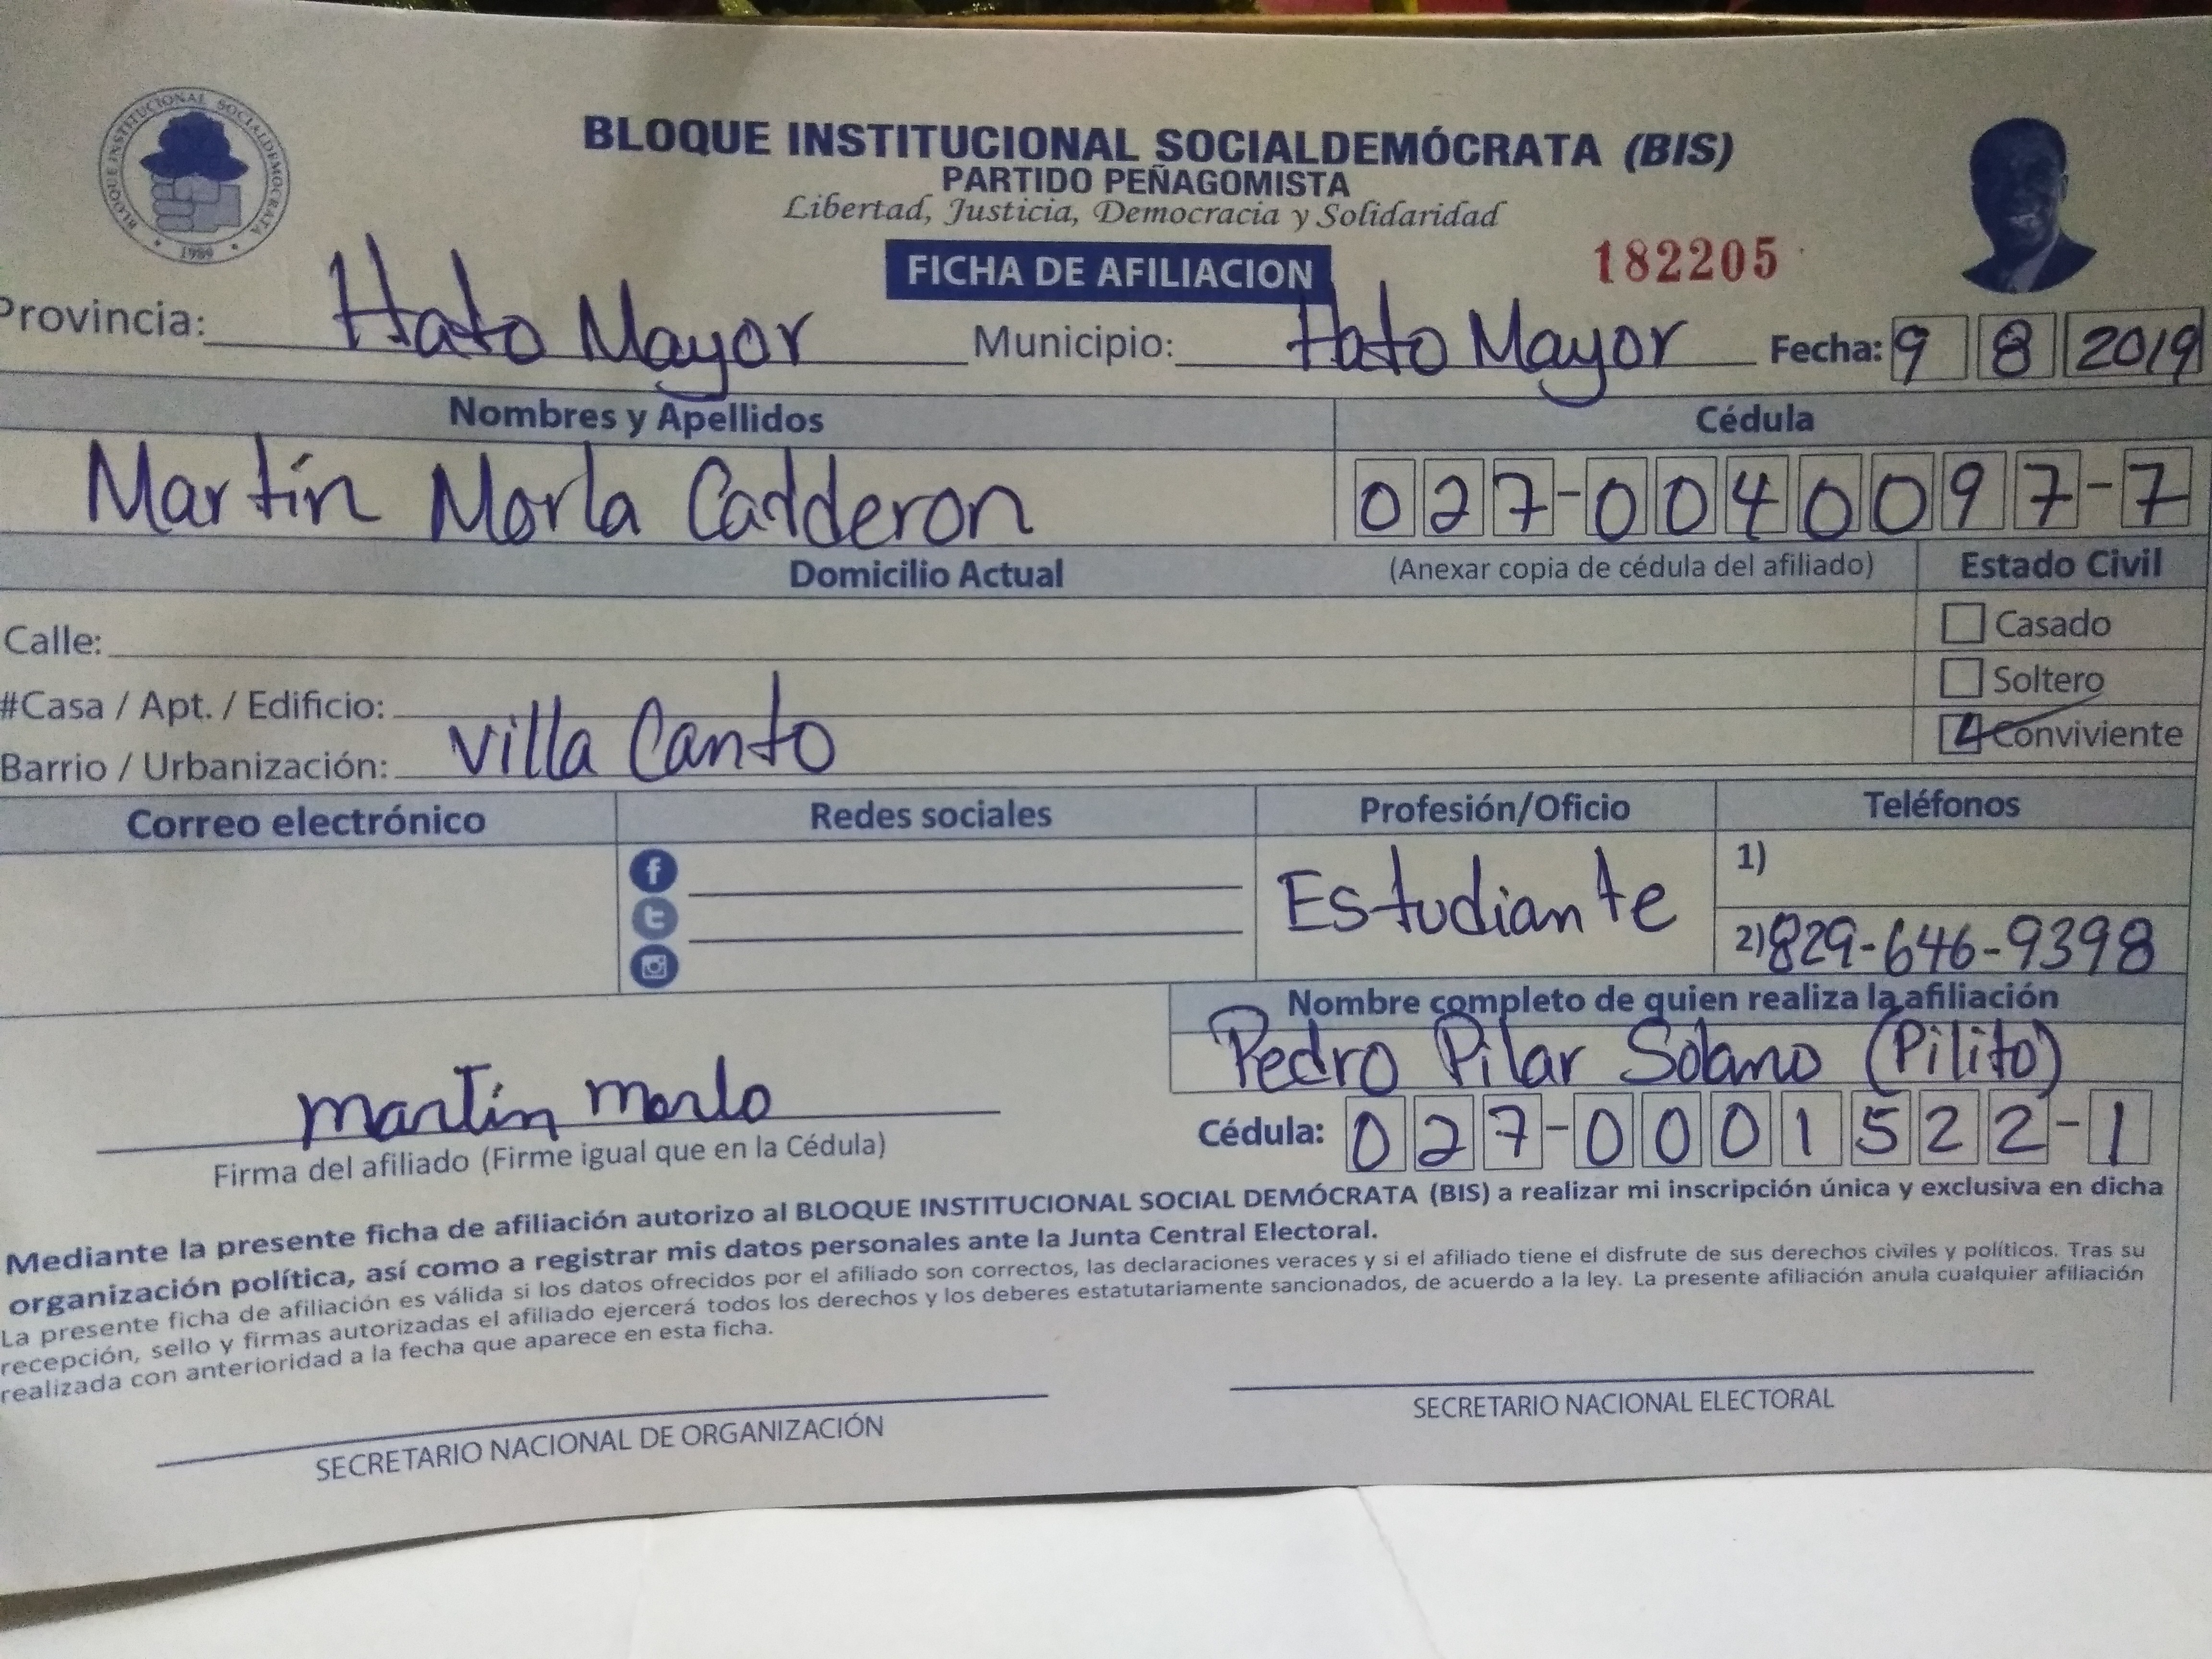 BLOQUE INSTITUCIONAL SOCIALDEMOCRATA
1989
BLOQUE INSTITUCIONAL SOCIALDEMÓCRATA (BIS)
PARTIDO PEÑAGOMISTA
Libertad, Justicia, Democracia y Solidaridad
FICHA DE AFILIACION
182205
Provincia: Hato Mayor Municipio: Hato Mayor Fecha: 9 8 2019
Nombres y Apellidos Cédula
Martín Morla Calderon 027-0040097-7
Domicilio Actual (Anexar copia de cédula del afiliado) Estado Civil
Calle: Casado
#Casa / Apt. / Edificio: Soltero
Barrio / Urbanización: Villa Canto Conviviente
Correo electrónico Redes sociales Profesión/Oficio Teléfonos
Estudiante 1)
2) 829-646-9398
Nombre completo de quien realiza la afiliación
Pedro Pilar Solano (Pilito)
martín morla Cédula: 027-0001522-1
Firma del afiliado (Firme igual que en la Cédula)
Mediante la presente ficha de afiliación autorizo al BLOQUE INSTITUCIONAL SOCIAL DEMÓCRATA (BIS) a realizar mi inscripción única y exclusiva en dicha
organización política, así como a registrar mis datos personales ante la Junta Central Electoral.
La presente ficha de afiliación es válida si los datos ofrecidos por el afiliado son correctos, las declaraciones veraces y si el afiliado tiene el disfrute de sus derechos civiles y políticos. Tras su
recepción, sello y firmas autorizadas el afiliado ejercerá todos los derechos y los deberes estatutariamente sancionados, de acuerdo a la ley. La presente afiliación anula cualquier afiliación
realizada con anterioridad a la fecha que aparece en esta ficha.
SECRETARIO NACIONAL DE ORGANIZACIÓN SECRETARIO NACIONAL ELECTORAL